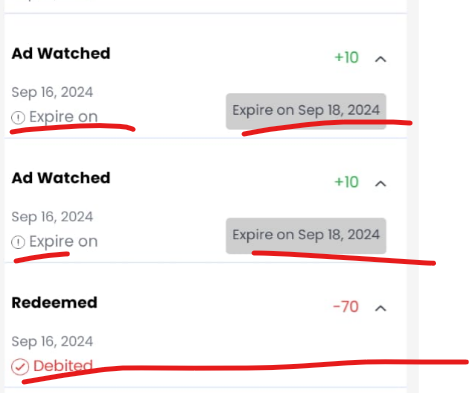 Ad Watched
+10
Sep 16, 2024
Expire on
Expire on Sep 18, 2024
Ad Watched
+10
Sep 16, 2024
Expire on
Expire on Sep 18, 2024
Redeemed
-70
Sep 16, 2024
Debited